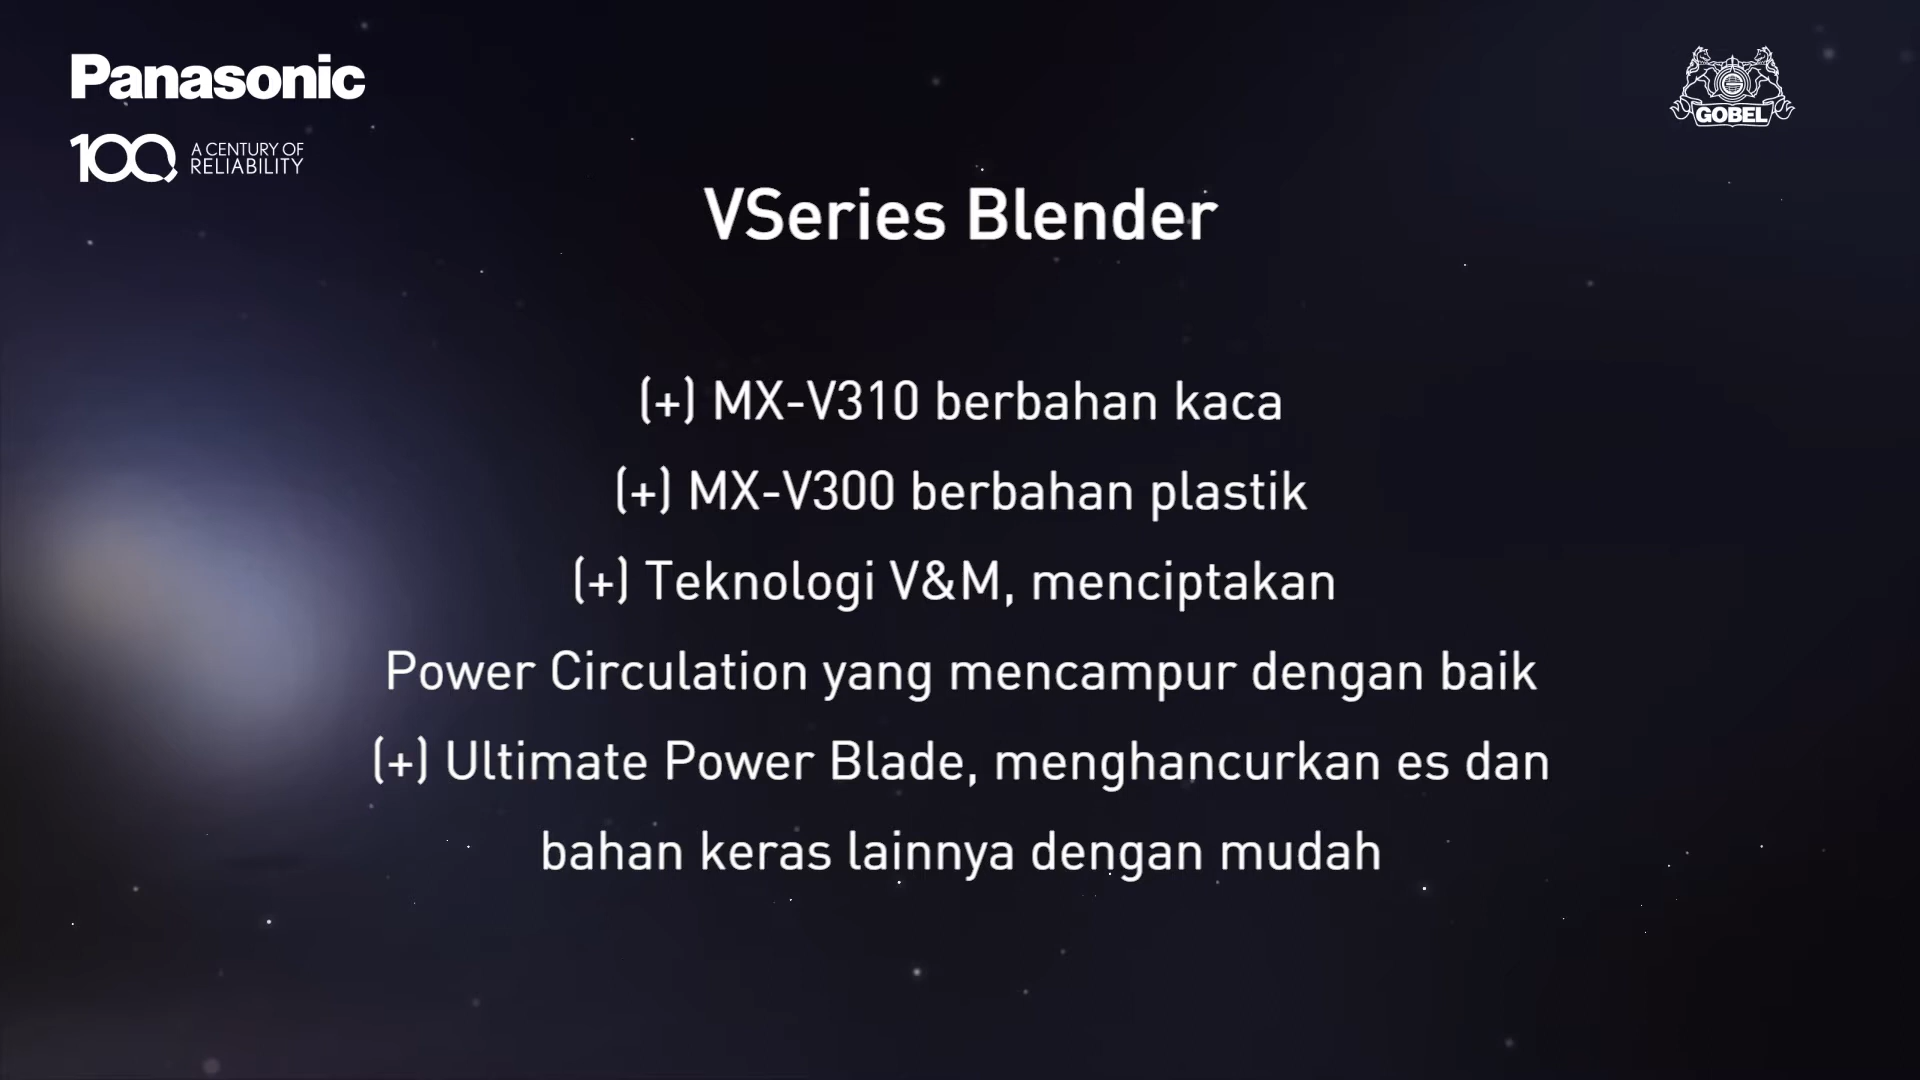 Panasonic
100 A CENTURY OF
RELIABILITY
GOBEL
VSeries Blender
(+) MX-V310 berbahan kaca
(+) MX-V300 berbahan plastik
(+) Teknologi V&M, menciptakan
Power Circulation yang mencampur dengan baik
(+) Ultimate Power Blade, menghancurkan es dan
bahan keras lainnya dengan mudah